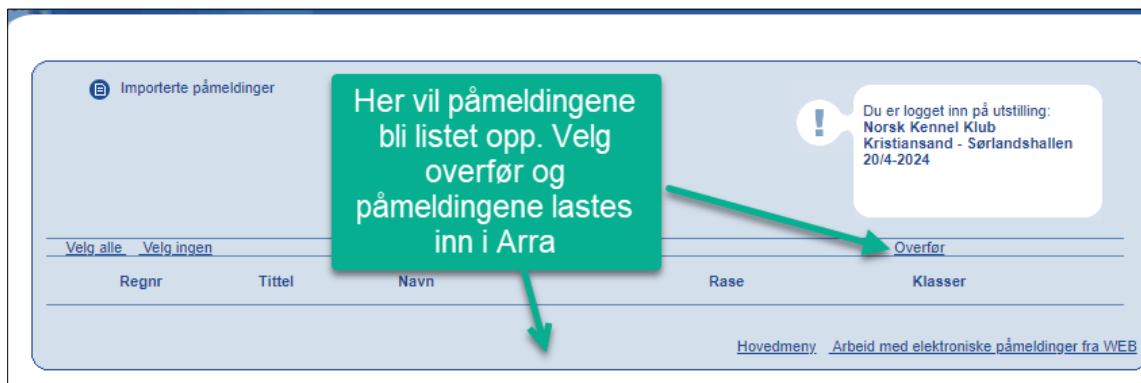 Importerte påmeldinger
Her vil påmeldingene
bli listet opp. Velg
overfør og
påmeldingene lastes
inn i Arra
Du er logget inn på utstilling:
Norsk Kennel Klub
Kristiansand - Sørlandshallen
20/4-2024
Velg alle Velg ingen Overfør
Regnr Tittel Navn Rase Klasser
Hovedmeny Arbeid med elektroniske påmeldinger fra WEB